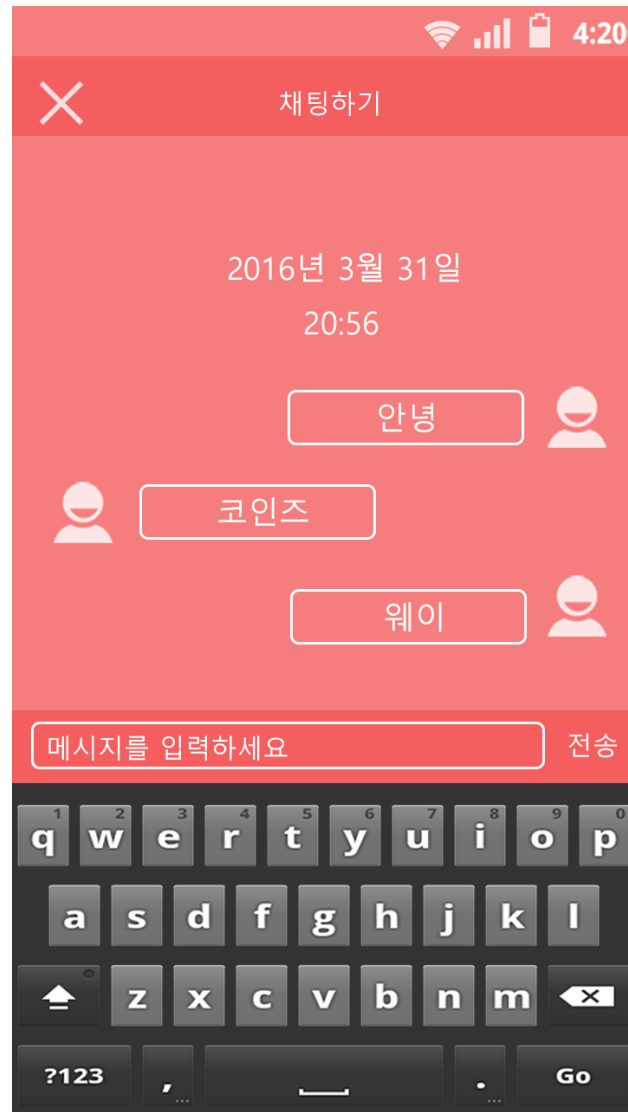 4:20
채팅하기
2016년 3월 31일
20:56
안녕
코인즈
웨이
메시지를 입력하세요 전송
1 2 3 4 5 6 7 8 9 0
q w e r t y u i o p
a s d f g h j k l
z x c v b n m
?123 , ... . ... Go